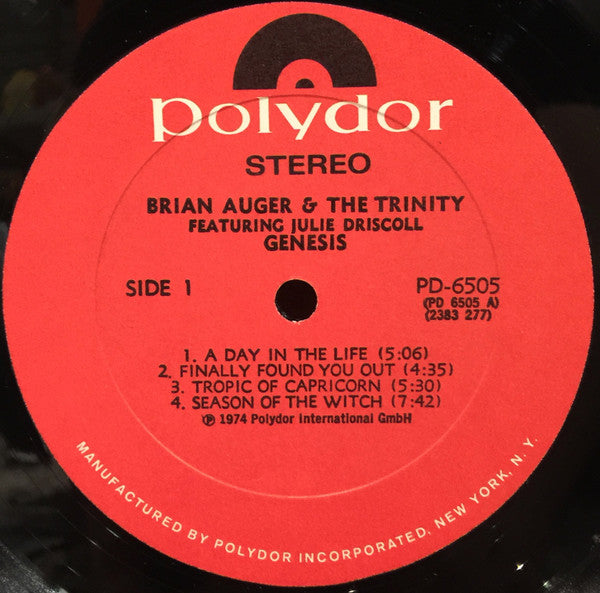 polydor
STEREO
BRIAN AUGER & THE TRINITY
FEATURING JULIE DRISCOLL
GENESIS
SIDE 1
PD-6505
(PD 6505 A)
(2383 277)
1. A DAY IN THE LIFE (5:06)
2. FINALLY FOUND YOU OUT (4:35)
3. TROPIC OF CAPRICORN (5:30)
4. SEASON OF THE WITCH (7:42)
℗ 1974 Polydor International GmbH
MANUFACTURED BY POLYDOR INCORPORATED, NEW YORK, N. Y.